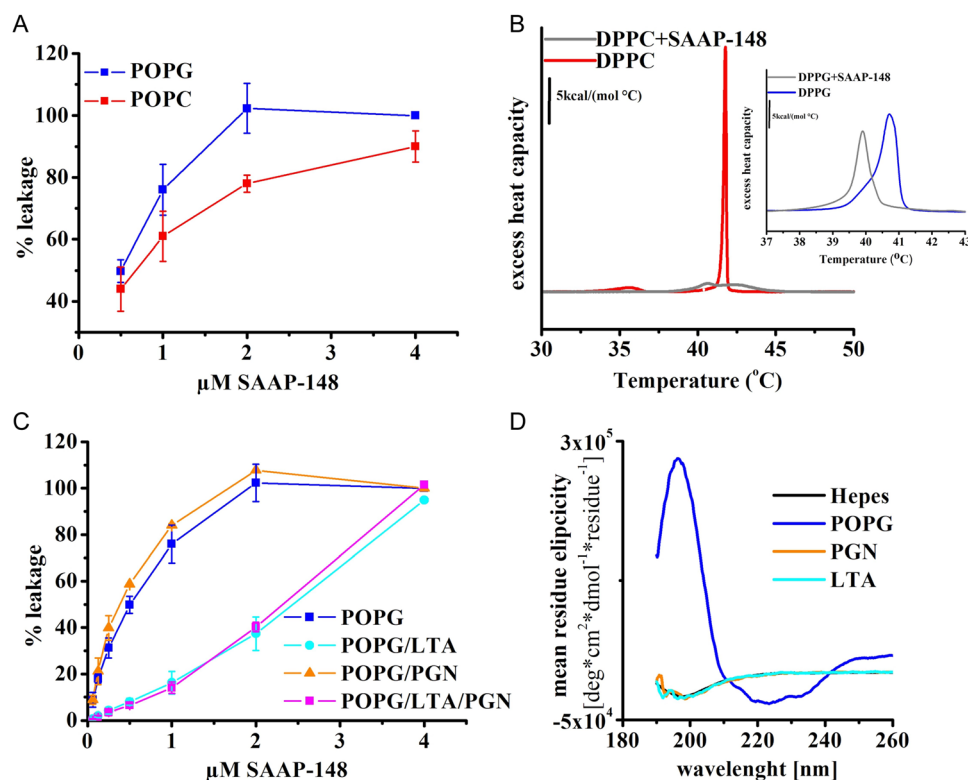 A
POPG
POPC
120
100
80
60
40
% leakage
0
1
2
3
4
µM SAAP-148
B
DPPC+SAAP-148
DPPC
5kcal/(mol °C)
excess heat capacity
30
35
40
45
50
Temperature (°C)
DPPG+SAAP-148
DPPG
5kcal/(mol °C)
excess heat capacity
37
38
39
40
41
42
43
Temperature (°C)
C
120
100
80
60
40
20
0
% leakage
POPG
POPG/LTA
POPG/PGN
POPG/LTA/PGN
0
1
2
3
4
µM SAAP-148
D
3x10⁵
-5x10⁴
mean residue elipcicity
[deg*cm²*dmol⁻¹*residue⁻¹]
Hepes
POPG
PGN
LTA
180
200
220
240
260
wavelenght [nm]